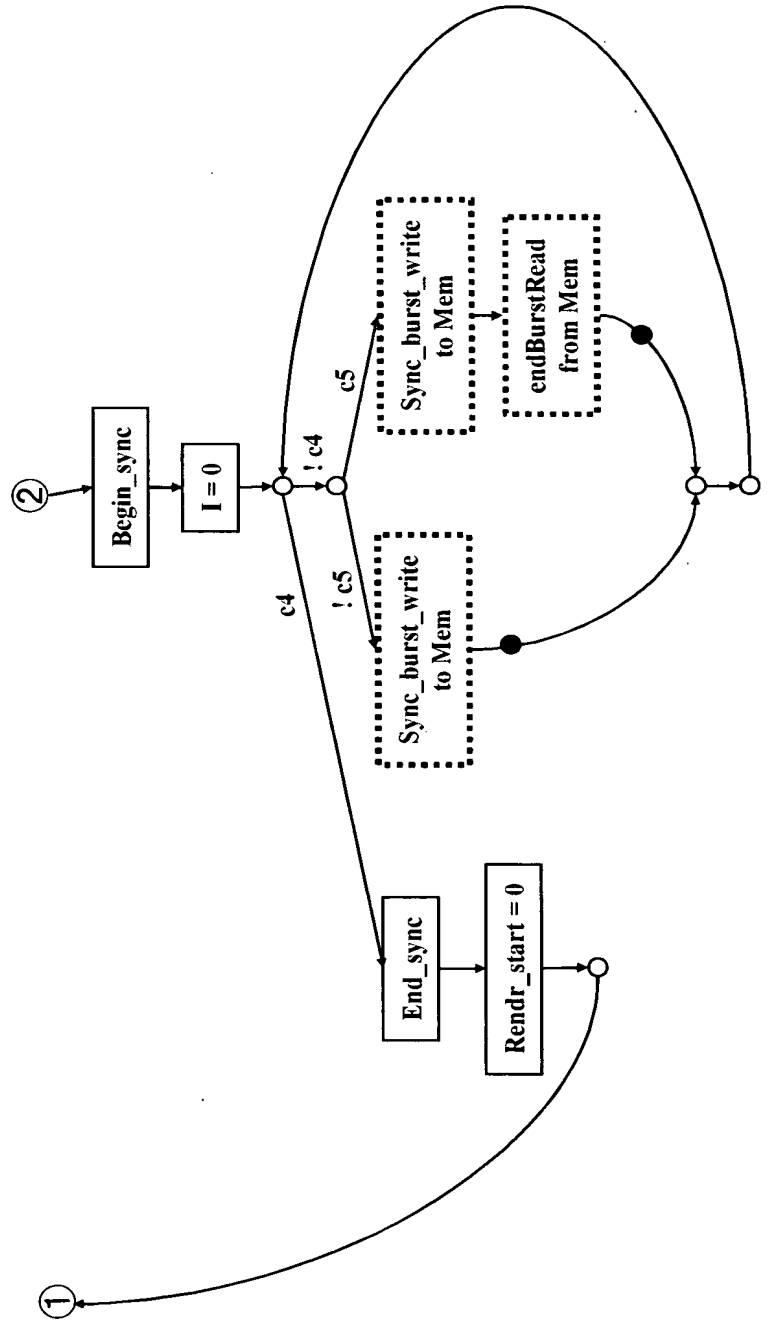 ②
Begin_sync
I = 0
c4
! c4
! c5
c5
Sync_burst_write
to Mem
Sync_burst_write
to Mem
endBurstRead
from Mem
End_sync
Rendr_start = 0
①